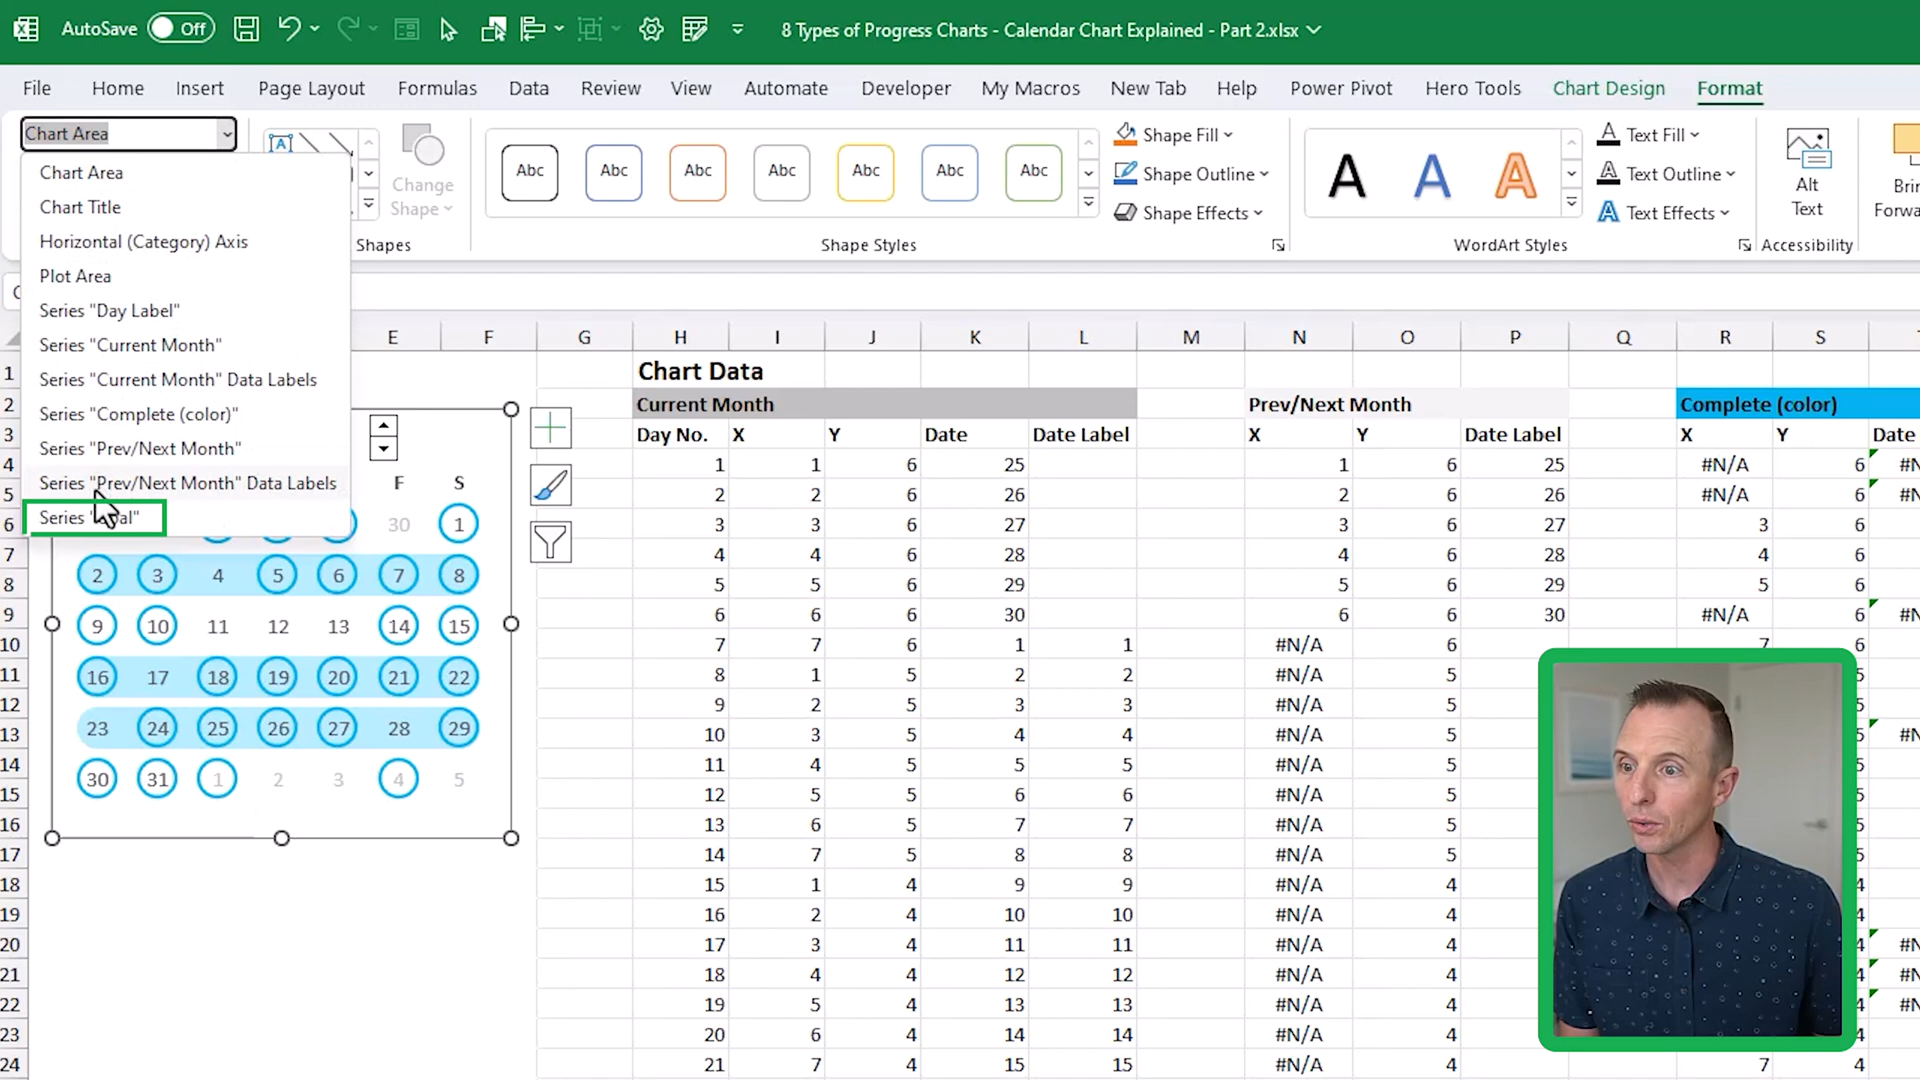 AutoSave Off 8 Types of Progress Charts - Calendar Chart Explained - Part 2.xlsx
File Home Insert Page Layout Formulas Data Review View Automate Developer My Macros New Tab Help Power Pivot Hero Tools Chart Design Format
Chart Area
Chart Area
Chart Title
Horizontal (Category) Axis
Plot Area
Series "Day Label"
Series "Current Month"
Series "Current Month" Data Labels
Series "Complete (color)"
Series "Prev/Next Month"
Series "Prev/Next Month" Data Labels
Series
Change
Shape
Shapes
Abc Abc Abc Abc Abc Abc Abc
Shape Fill
Shape Outline
Shape Effects
Shape Styles
A A A
Text Fill
Text Outline
Text Effects
WordArt Styles
Alt
Text
Accessibility
E F G H I J K L M N O P Q R S
1 Chart Data
2 Current Month Prev/Next Month Complete (color)
3 Day No. X Y Date Date Label X Y Date Label X Y Date
4 1 1 6 25 1 6 25 #N/A 6
5 2 2 6 26 2 6 26 #N/A 6
6 3 3 6 27 3 6 27 3 6
7 4 4 6 28 4 6 28 4 6
8 5 5 6 29 5 6 29 5 6
9 6 6 6 30 6 6 30 #N/A 6
10 7 7 6 1 1 #N/A 6 7 6
11 8 1 5 2 2 #N/A 5
12 9 2 5 3 3 #N/A 5
13 10 3 5 4 4 #N/A 5
14 11 4 5 5 5 #N/A 5
15 12 5 5 6 6 #N/A 5
16 13 6 5 7 7 #N/A 5
17 14 7 5 8 8 #N/A 5
18 15 1 4 9 9 #N/A 4
19 16 2 4 10 10 #N/A 4
20 17 3 4 11 11 #N/A 4
21 18 4 4 12 12 #N/A 4
22 19 5 4 13 13 #N/A 4
23 20 6 4 14 14 #N/A 4
24 21 7 4 15 15 #N/A 4 7 4
F S
30 1
2 3 4 5 6 7 8
9 10 11 12 13 14 15
16 17 18 19 20 21 22
23 24 25 26 27 28 29
30 31 1 2 3 4 5